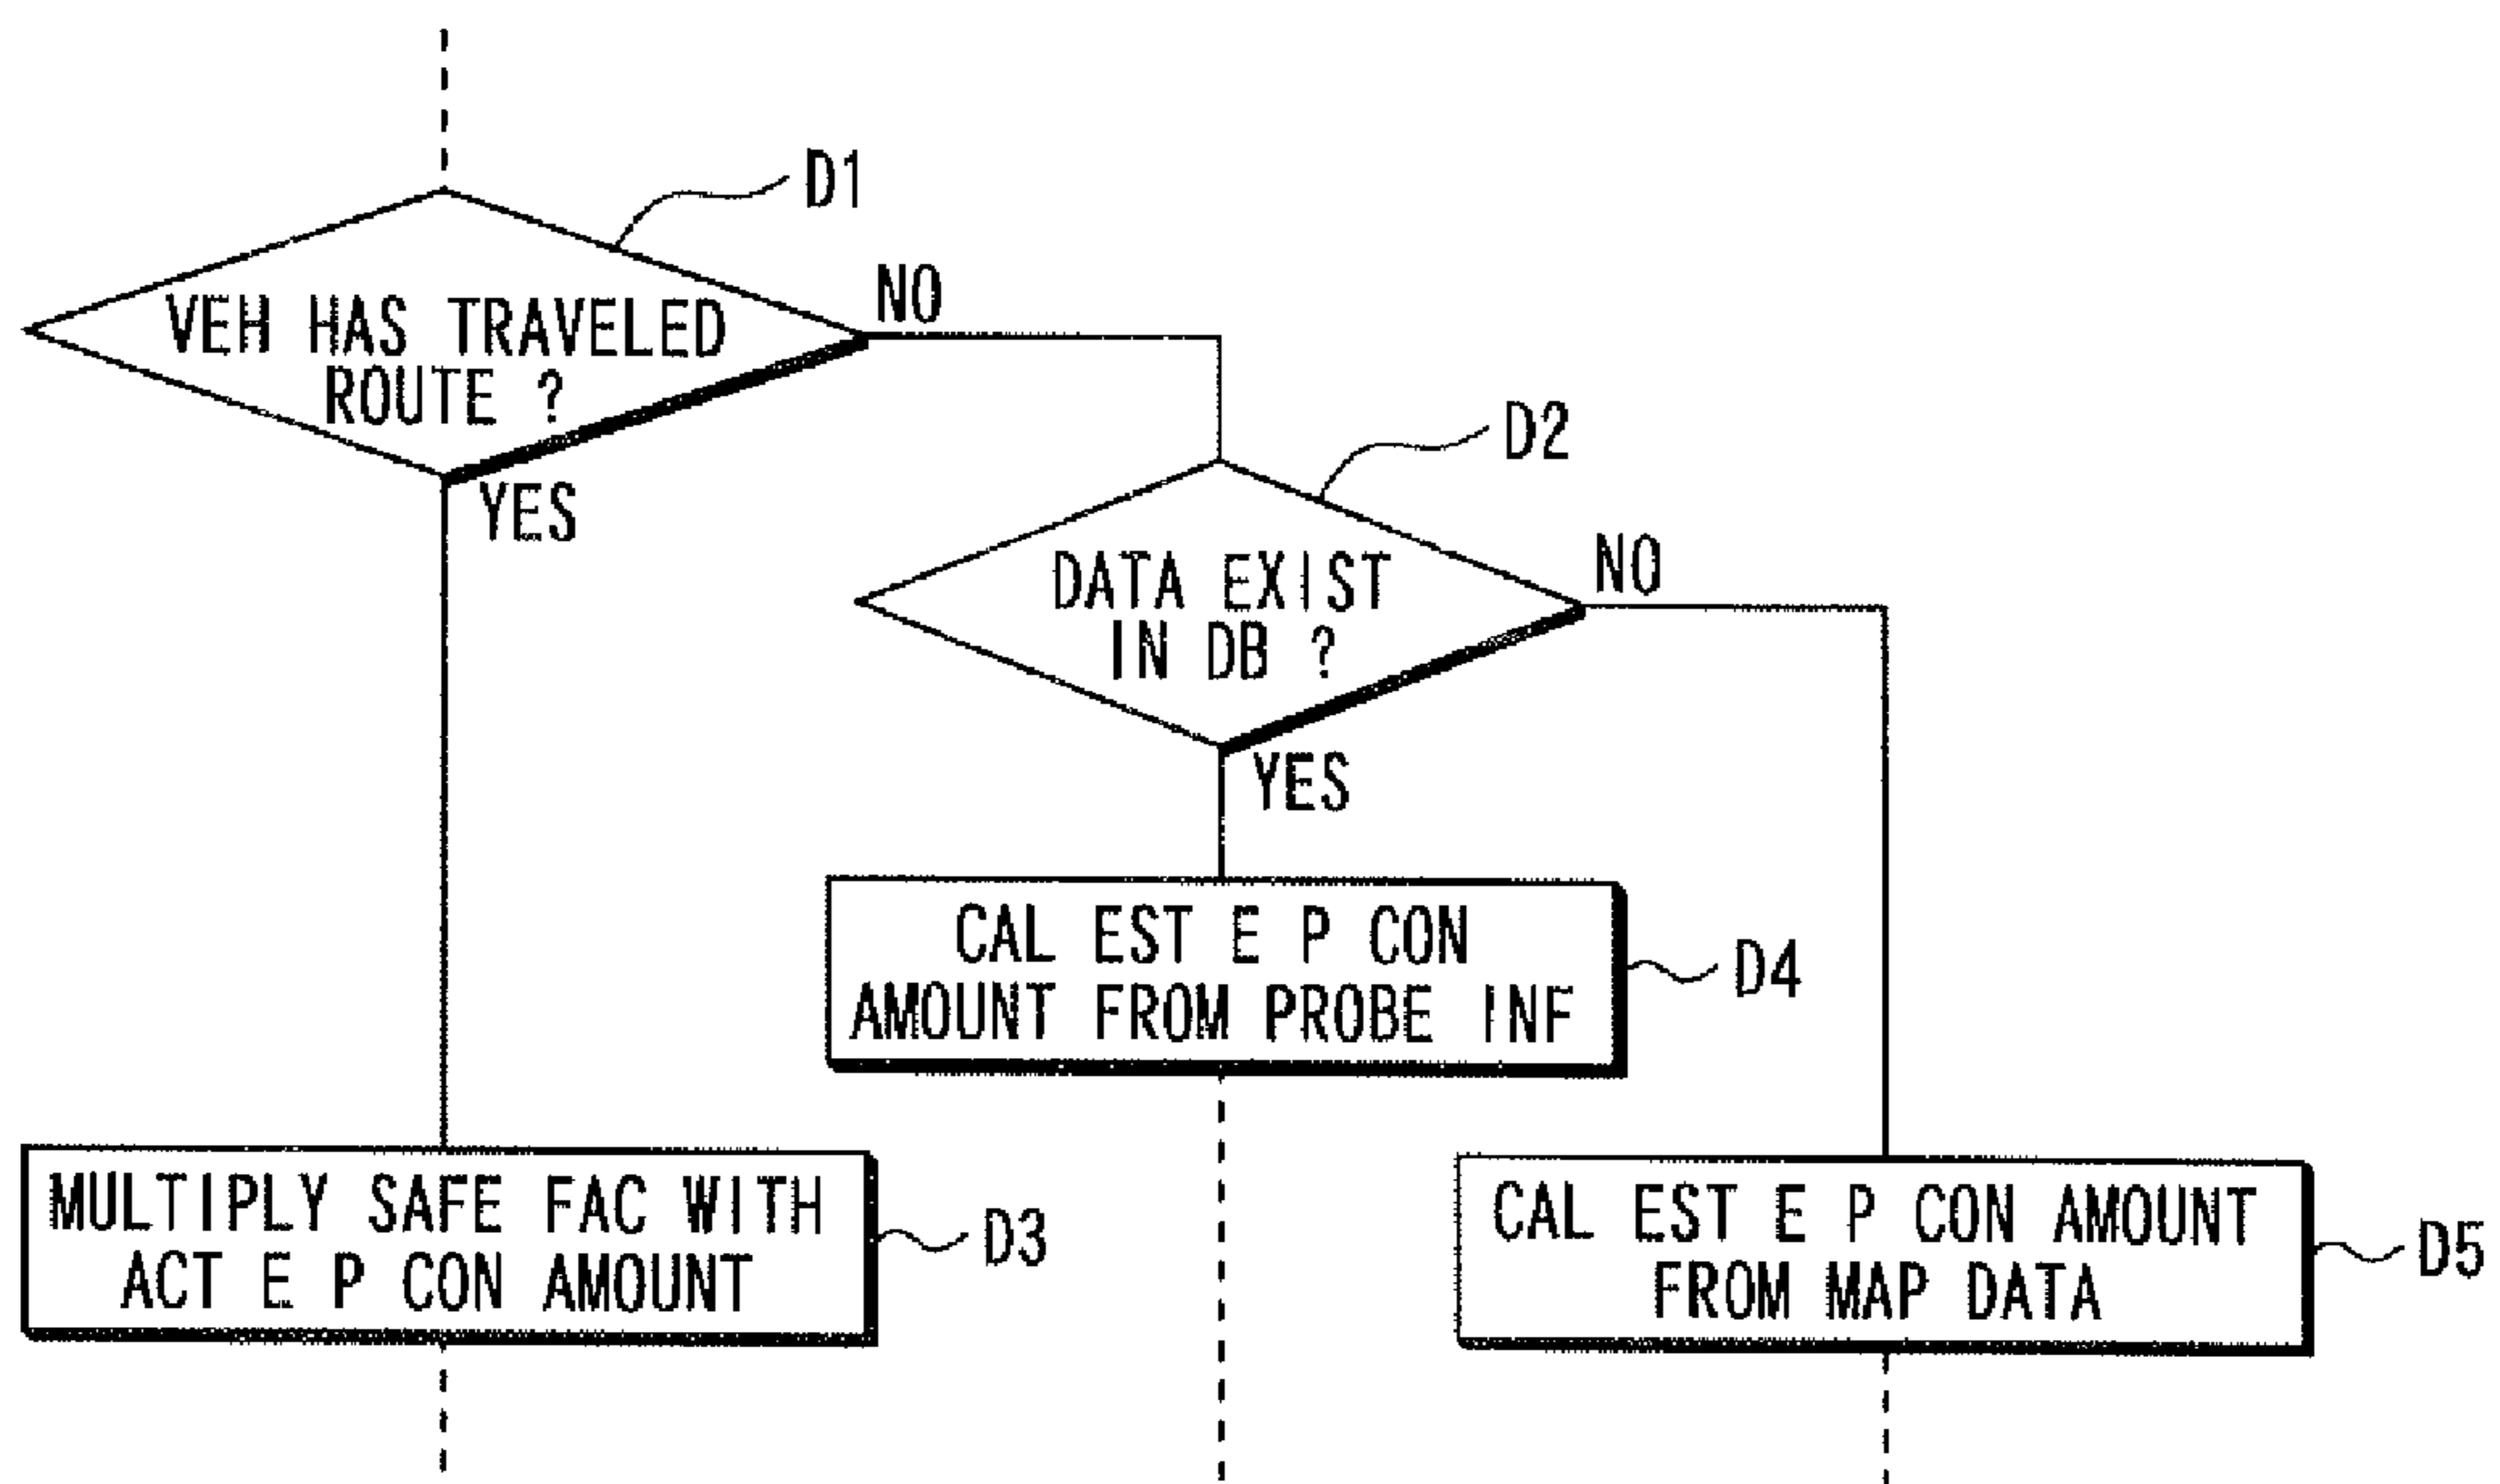 D1
VEH HAS TRAVELED
ROUTE ?
NO
YES
D2
DATA EXIST
IN DB ?
NO
YES
CAL EST E P CON
AMOUNT FROM PROBE INF
D4
MULTIPLY SAFE FAC WITH
ACT E P CON AMOUNT
D3
CAL EST E P CON AMOUNT
FROM MAP DATA
D5